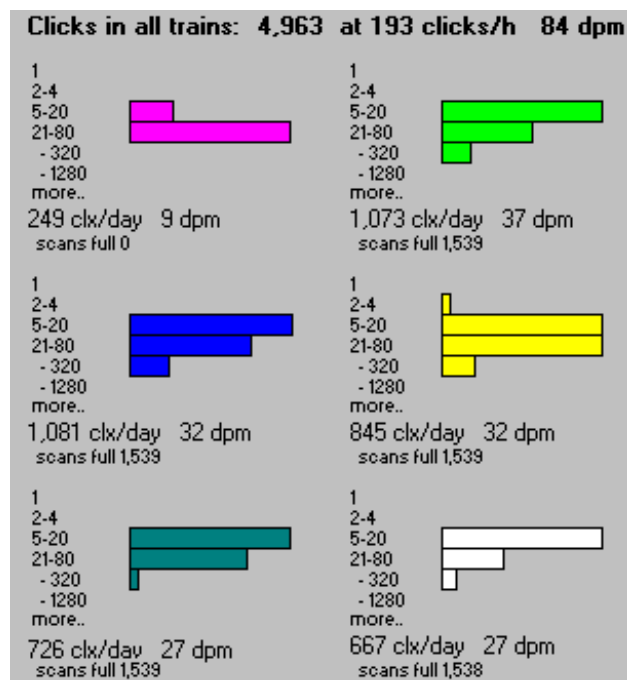 Clicks in all trains: 4,963 at 193 clicks/h 84 dpm
1
2-4
5-20
21-80
- 320
- 1280
more..
249 clx/day 9 dpm
scans full 0
1
2-4
5-20
21-80
- 320
- 1280
more..
1,073 clx/day 37 dpm
scans full 1,539
1
2-4
5-20
21-80
- 320
- 1280
more..
1,081 clx/day 32 dpm
scans full 1,539
1
2-4
5-20
21-80
- 320
- 1280
more..
845 clx/day 32 dpm
scans full 1,539
1
2-4
5-20
21-80
- 320
- 1280
more..
726 clx/day 27 dpm
scans full 1,539
1
2-4
5-20
21-80
- 320
- 1280
more..
667 clx/day 27 dpm
scans full 1,538